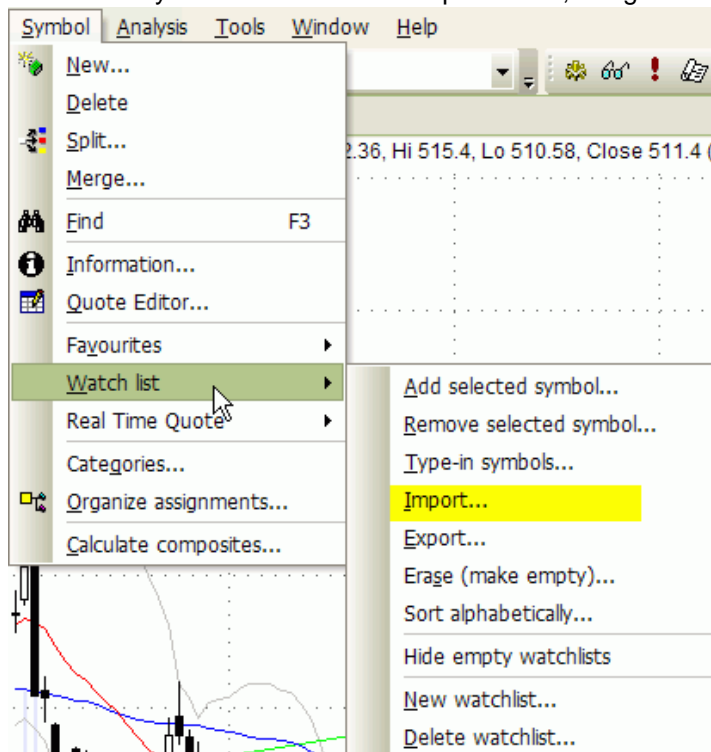 Symbol Analysis Tools Window Help
New...
Delete
Split...
2.36, Hi 515.4, Lo 510.58, Close 511.4 (
Merge...
Find F3
Information...
Quote Editor...
Favourites
Watch list
Real Time Quote
Categories...
Organize assignments...
Calculate composites...
Add selected symbol...
Remove selected symbol...
Type-in symbols...
Import...
Export...
Erase (make empty)...
Sort alphabetically...
Hide empty watchlists
New watchlist...
Delete watchlist...